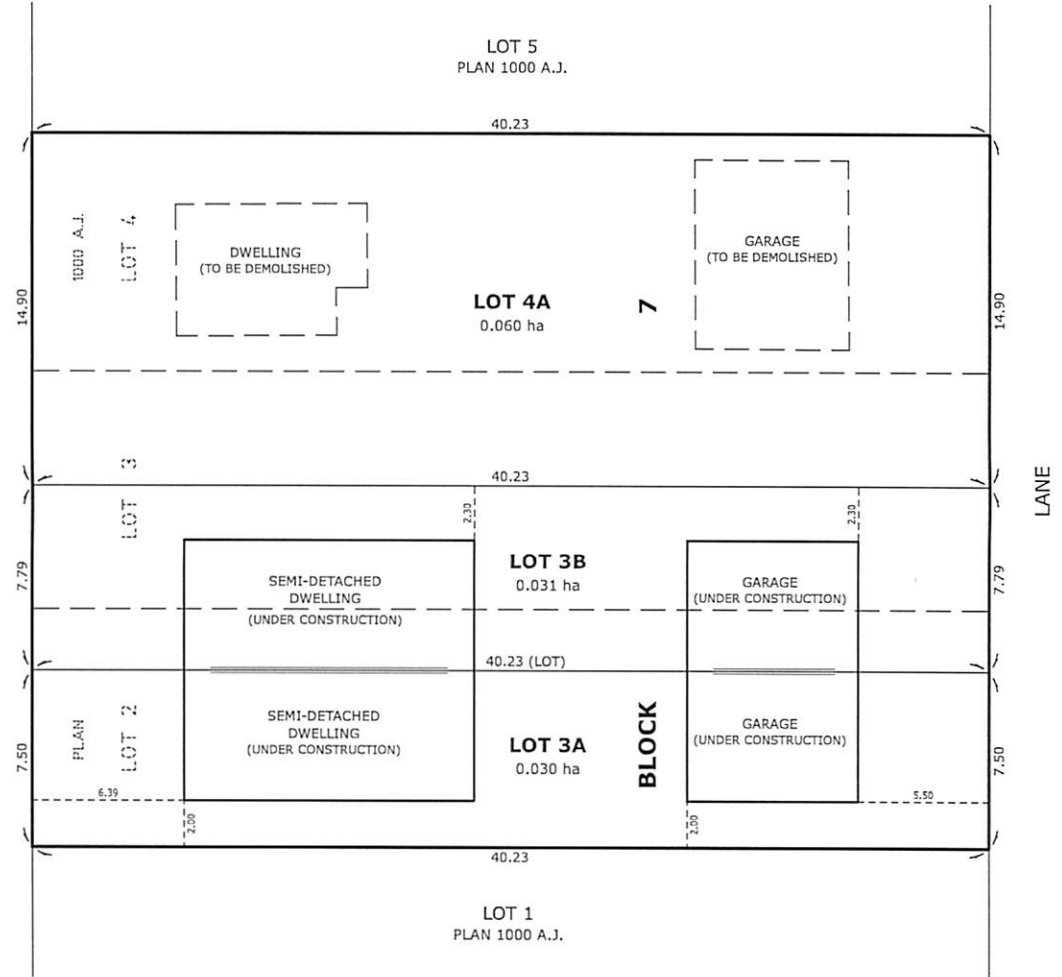 LOT 5
PLAN 1000 A.J.
40.23
14.90
1000 A.J.
LOT 4
DWELLING
(TO BE DEMOLISHED)
LOT 4A
0.060 ha
7
GARAGE
(TO BE DEMOLISHED)
14.90
40.23
LOT 3
LANE
2.30
2.30
7.79
SEMI-DETACHED
DWELLING
(UNDER CONSTRUCTION)
LOT 3B
0.031 ha
GARAGE
(UNDER CONSTRUCTION)
7.79
40.23 (LOT)
7.50
PLAN
LOT 2
SEMI-DETACHED
DWELLING
(UNDER CONSTRUCTION)
LOT 3A
0.030 ha
BLOCK
GARAGE
(UNDER CONSTRUCTION)
7.50
6.39
5.50
2.00
2.00
40.23
LOT 1
PLAN 1000 A.J.